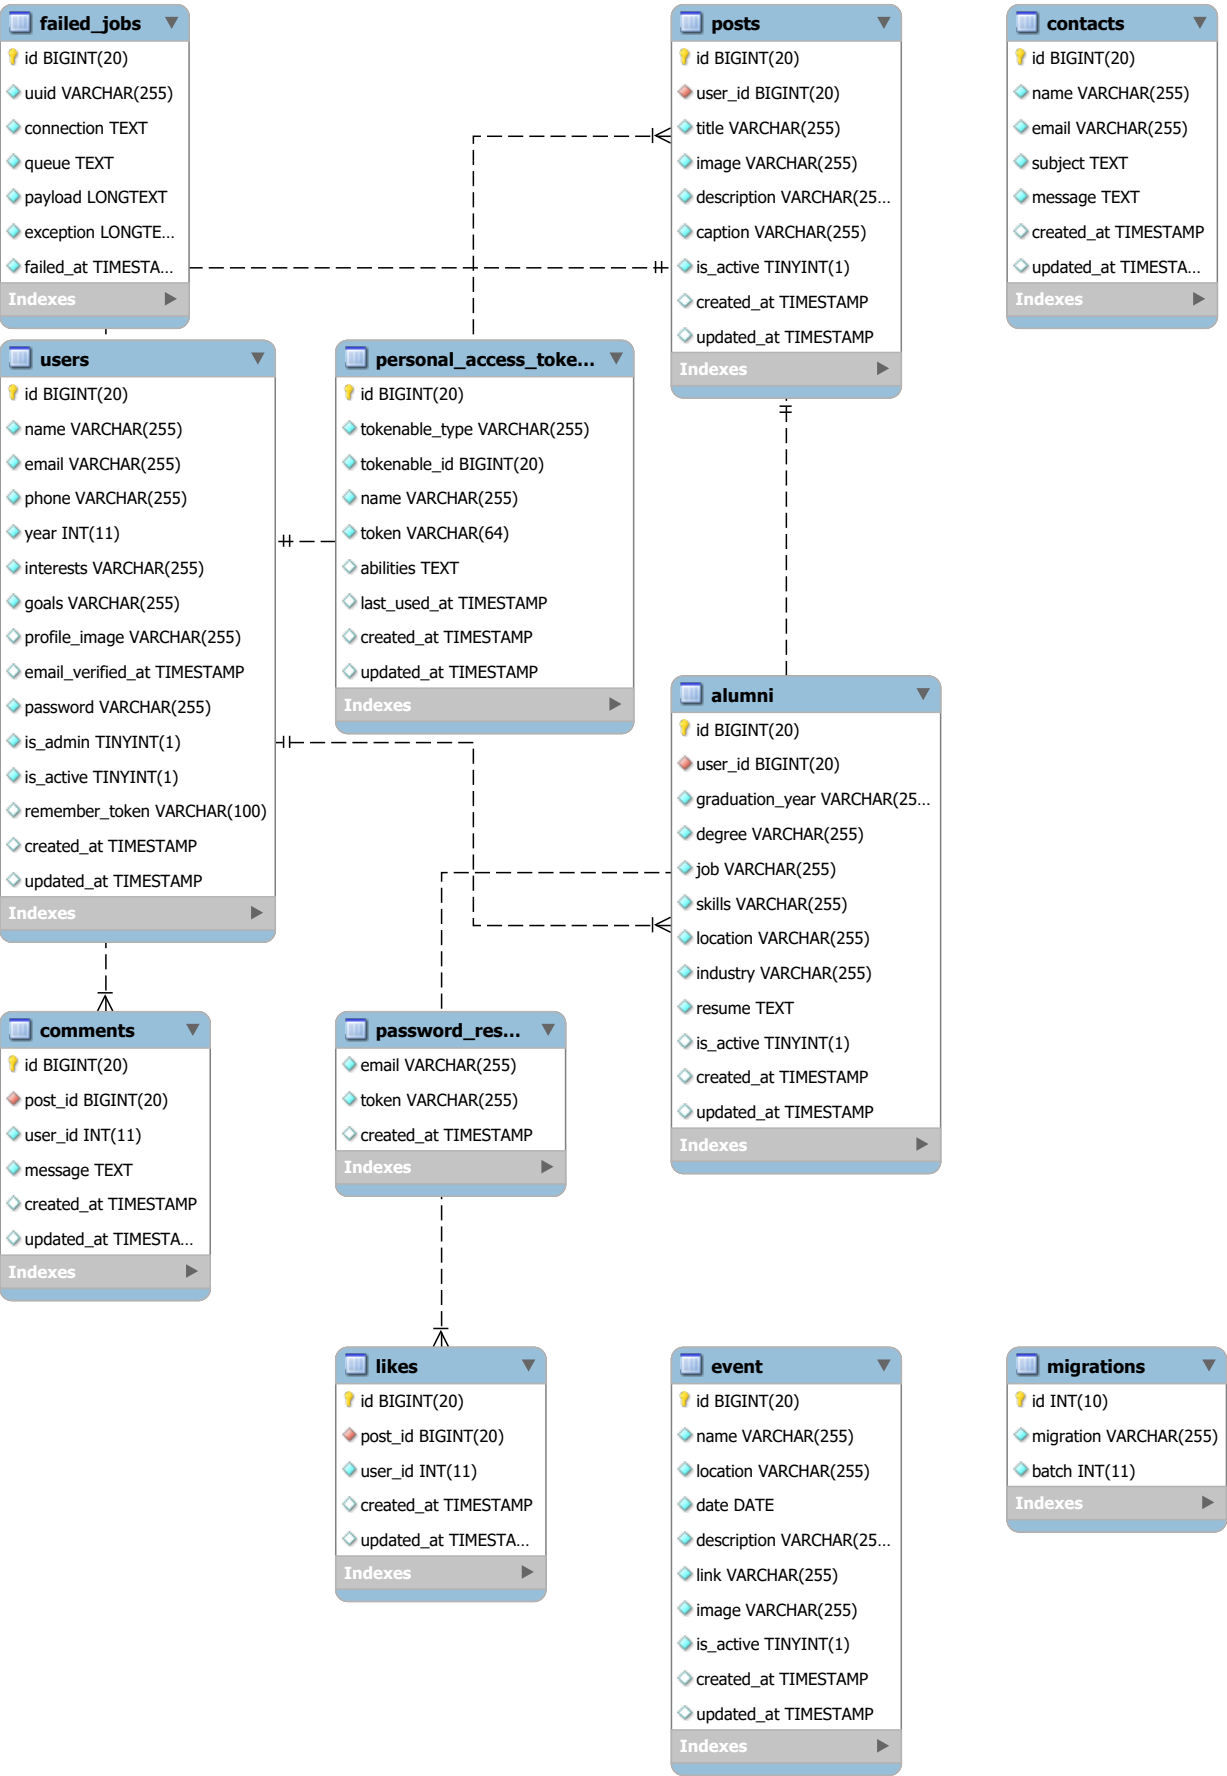 failed_jobs
id BIGINT(20)
uuid VARCHAR(255)
connection TEXT
queue TEXT
payload LONGTEXT
exception LONGTE...
failed_at TIMESTA...
Indexes
posts
id BIGINT(20)
user_id BIGINT(20)
title VARCHAR(255)
image VARCHAR(255)
description VARCHAR(25...
caption VARCHAR(255)
is_active TINYINT(1)
created_at TIMESTAMP
updated_at TIMESTAMP
Indexes
contacts
id BIGINT(20)
name VARCHAR(255)
email VARCHAR(255)
subject TEXT
message TEXT
created_at TIMESTAMP
updated_at TIMESTA...
Indexes
users
id BIGINT(20)
name VARCHAR(255)
email VARCHAR(255)
phone VARCHAR(255)
year INT(11)
interests VARCHAR(255)
goals VARCHAR(255)
profile_image VARCHAR(255)
email_verified_at TIMESTAMP
password VARCHAR(255)
is_admin TINYINT(1)
is_active TINYINT(1)
remember_token VARCHAR(100)
created_at TIMESTAMP
updated_at TIMESTAMP
Indexes
personal_access_toke...
id BIGINT(20)
tokenable_type VARCHAR(255)
tokenable_id BIGINT(20)
name VARCHAR(255)
token VARCHAR(64)
abilities TEXT
last_used_at TIMESTAMP
created_at TIMESTAMP
updated_at TIMESTAMP
Indexes
alumni
id BIGINT(20)
user_id BIGINT(20)
graduation_year VARCHAR(25...
degree VARCHAR(255)
job VARCHAR(255)
skills VARCHAR(255)
location VARCHAR(255)
industry VARCHAR(255)
resume TEXT
is_active TINYINT(1)
created_at TIMESTAMP
updated_at TIMESTAMP
Indexes
comments
id BIGINT(20)
post_id BIGINT(20)
user_id INT(11)
message TEXT
created_at TIMESTAMP
updated_at TIMESTA...
Indexes
password_res...
email VARCHAR(255)
token VARCHAR(255)
created_at TIMESTAMP
Indexes
likes
id BIGINT(20)
post_id BIGINT(20)
user_id INT(11)
created_at TIMESTAMP
updated_at TIMESTA...
Indexes
event
id BIGINT(20)
name VARCHAR(255)
location VARCHAR(255)
date DATE
description VARCHAR(25...
link VARCHAR(255)
image VARCHAR(255)
is_active TINYINT(1)
created_at TIMESTAMP
updated_at TIMESTAMP
Indexes
migrations
id INT(10)
migration VARCHAR(255)
batch INT(11)
Indexes